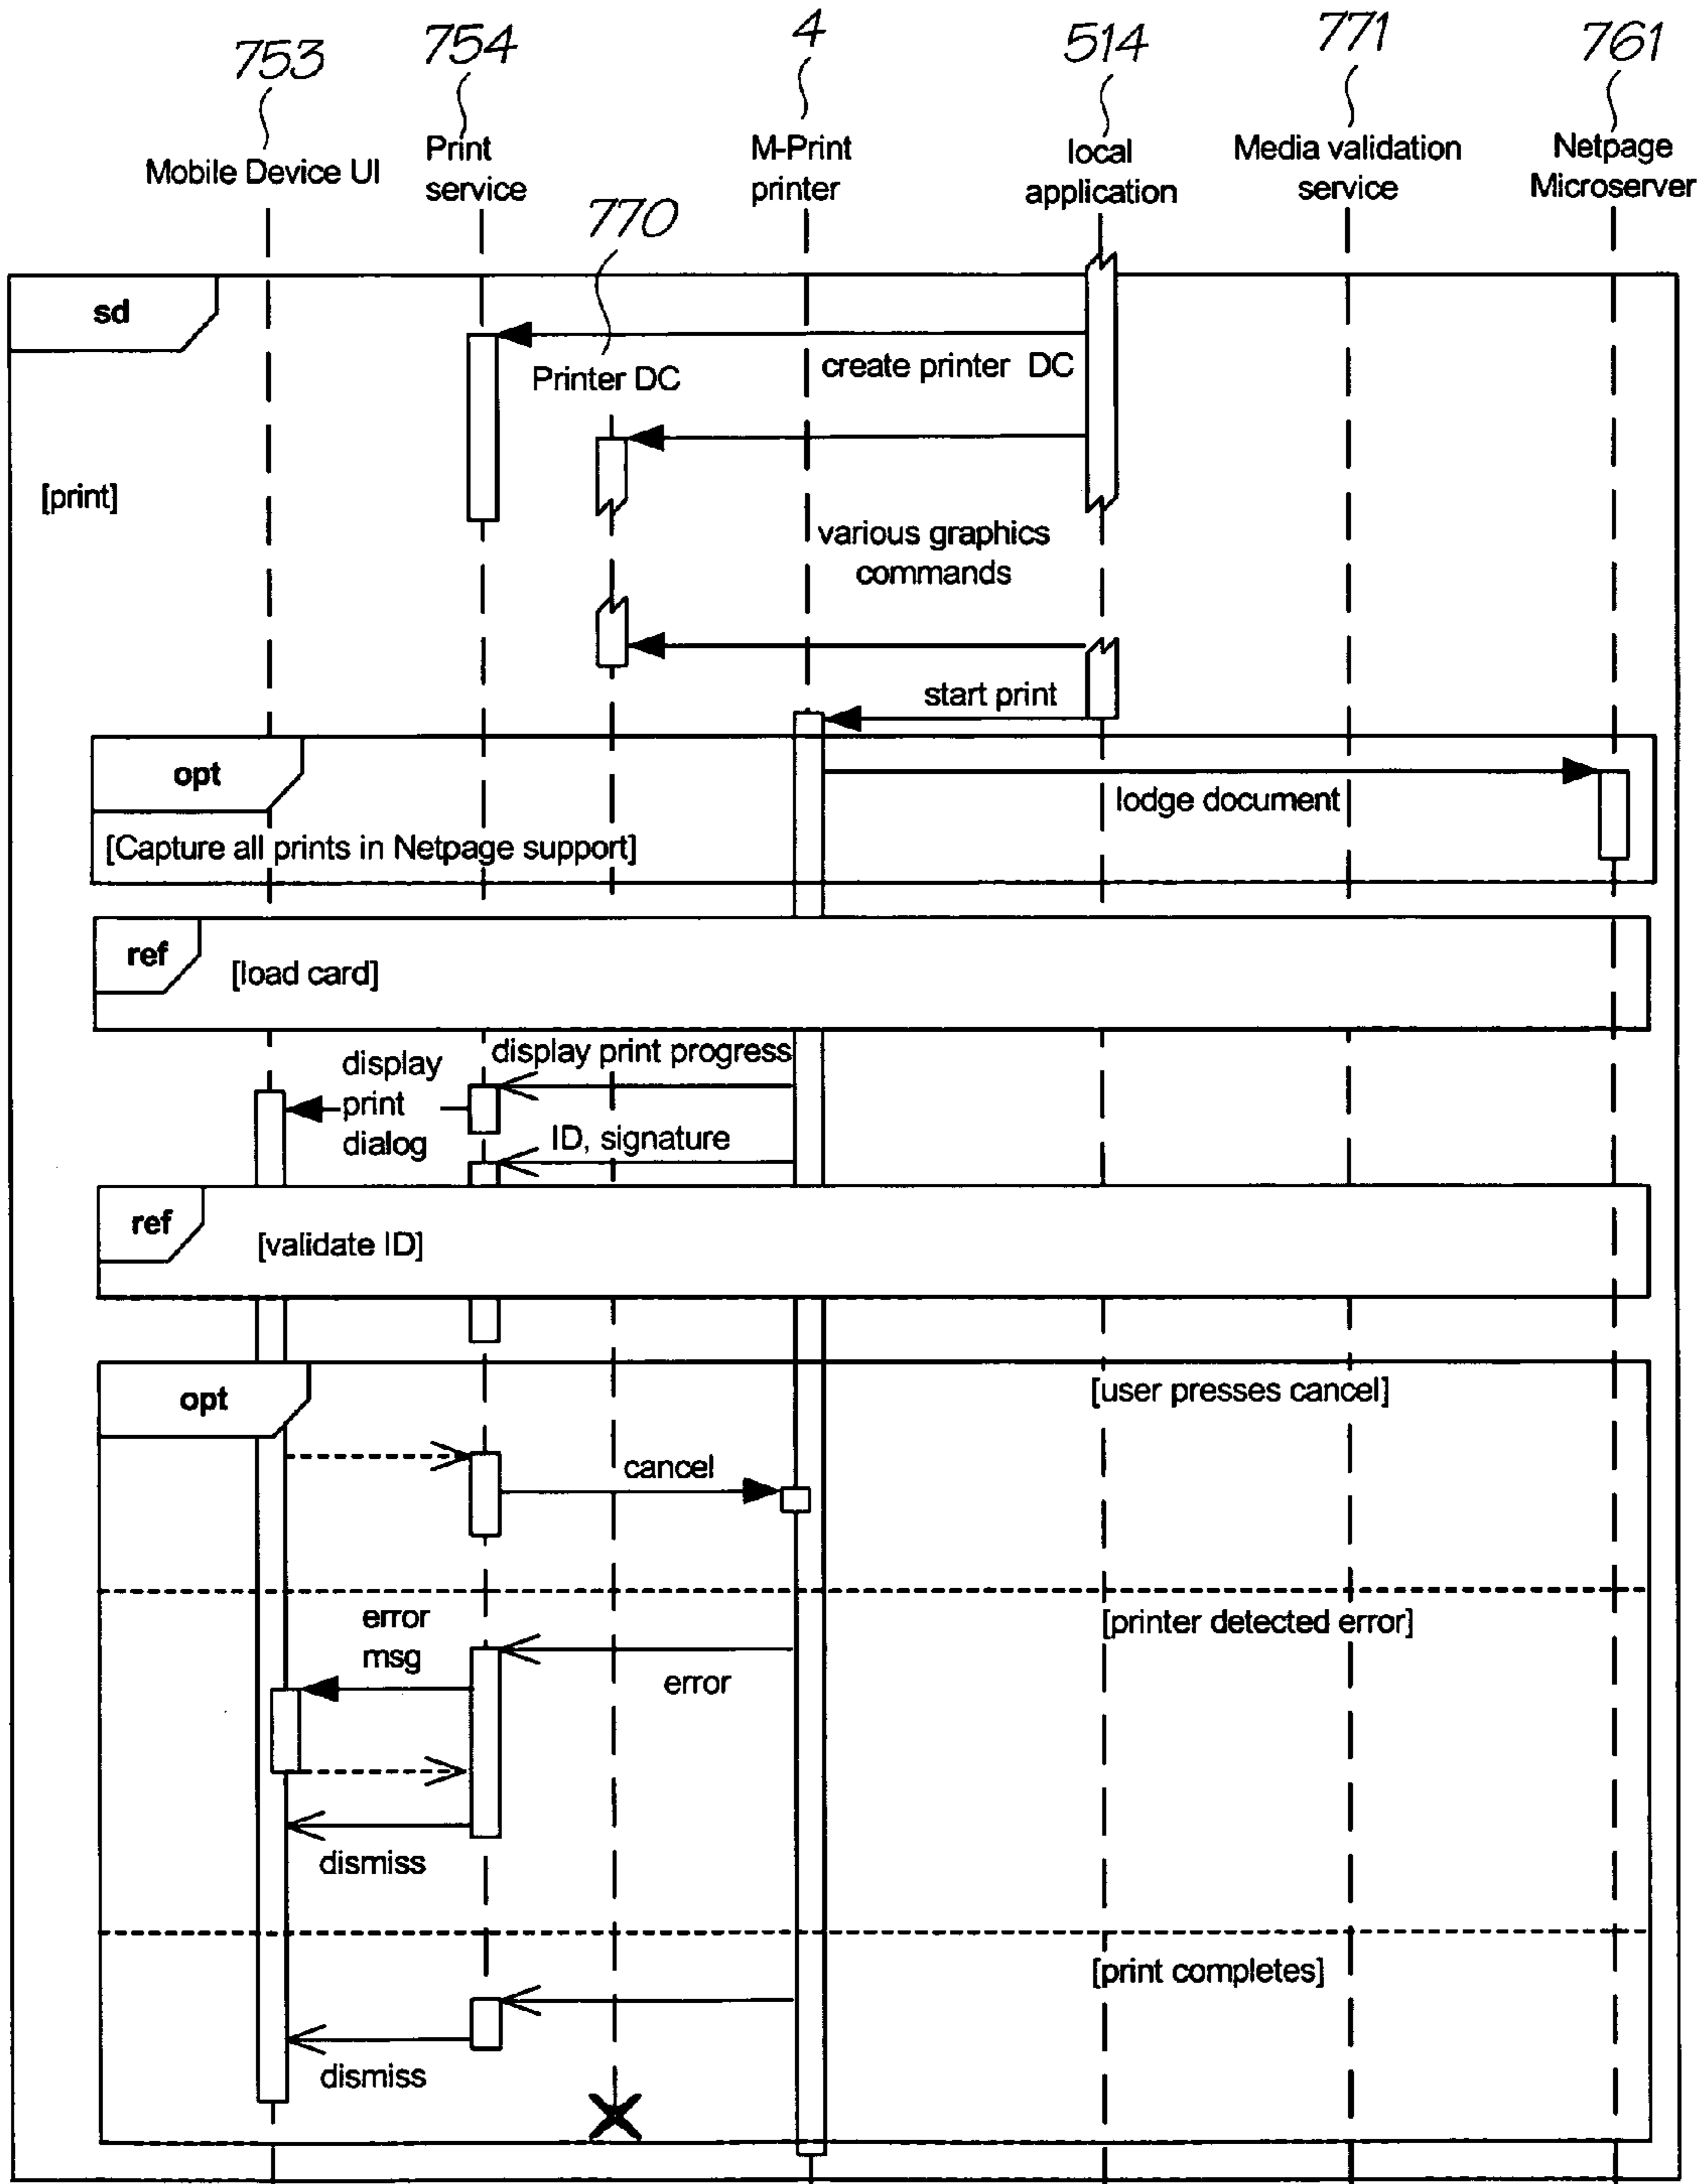 753
754
4
514
771
761
Mobile Device UI
Print
service
M-Print
printer
local
application
Media validation
service
Netpage
Microserver
770
sd
Printer DC
create printer DC
[print]
various graphics
commands
start print
opt
lodge document
[Capture all prints in Netpage support]
ref
[load card]
display print progress
display
print
dialog
ID, signature
ref
[validate ID]
opt
[user presses cancel]
cancel
[printer detected error]
error
msg
error
dismiss
[print completes]
dismiss